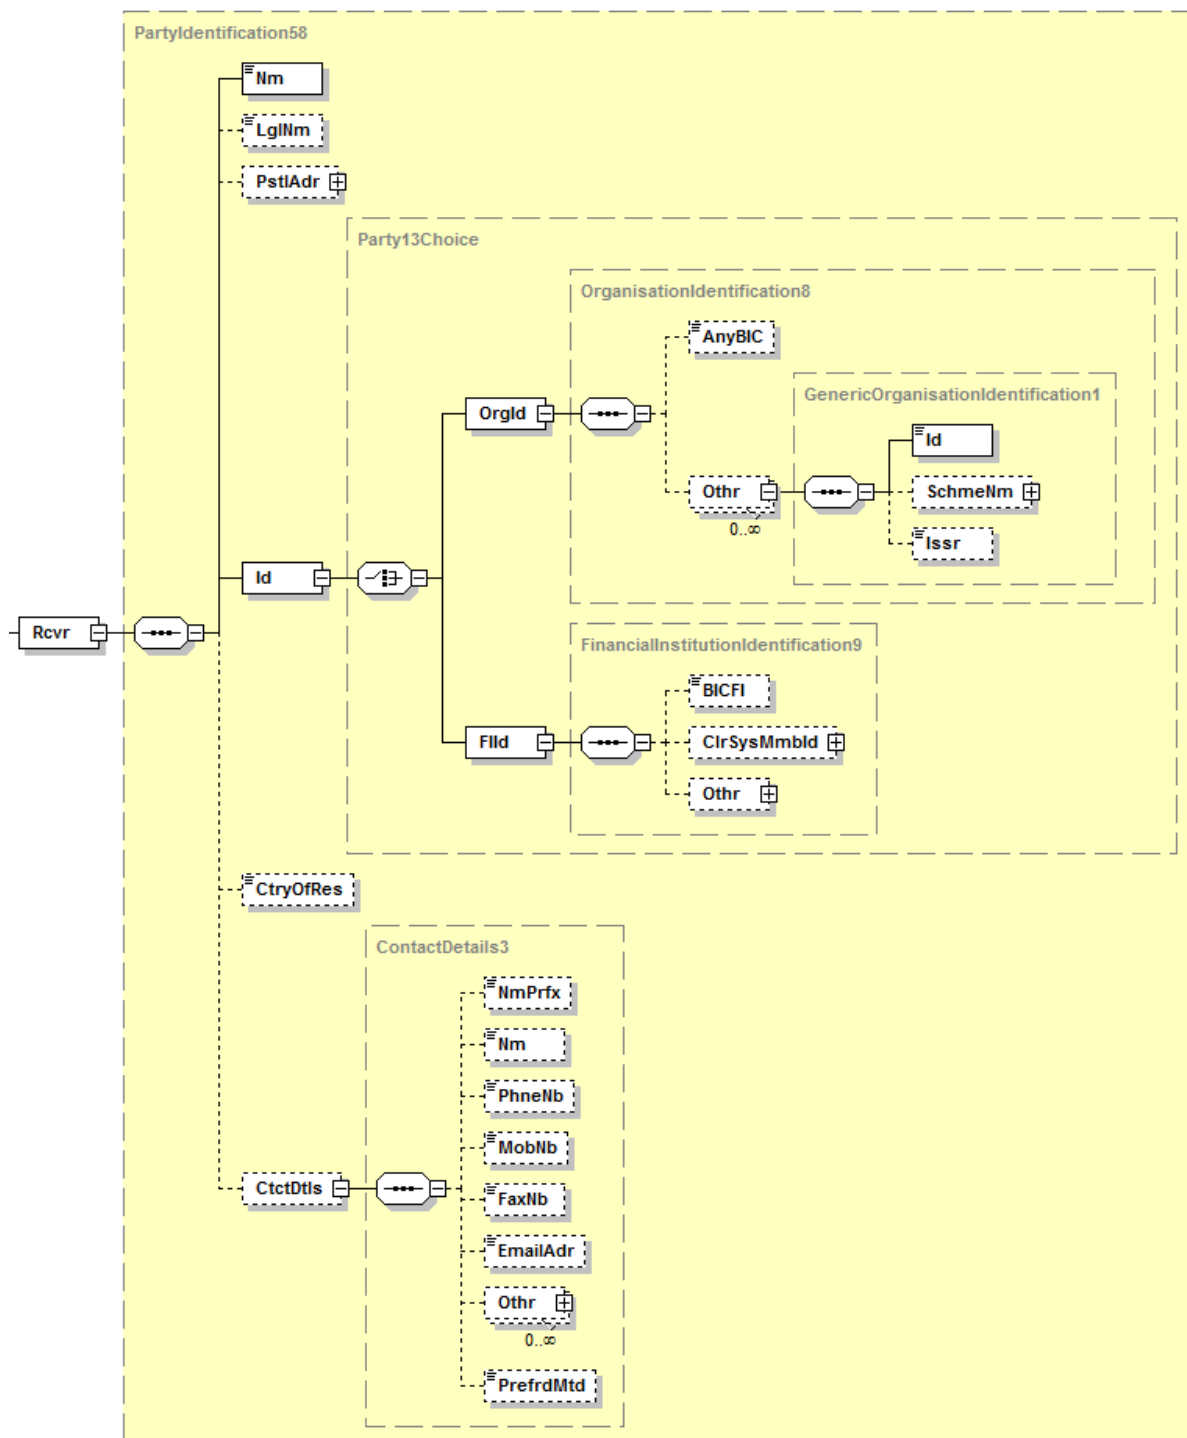 PartyIdentification58
Nm
LglNm
PstlAdr
Party13Choice
OrganisationIdentification8
AnyBIC
GenericOrganisationIdentification1
OrgId
Id
Othr
SchmeNm
0..∞
Issr
Id
Rcvr
FinancialInstitutionIdentification9
BICFI
FIId
ClrSysMmbId
Othr
CtryOfRes
ContactDetails3
NmPrfx
Nm
PhneNb
MobNb
CtctDtls
FaxNb
EmailAdr
Othr
0..∞
PrefrdMtd